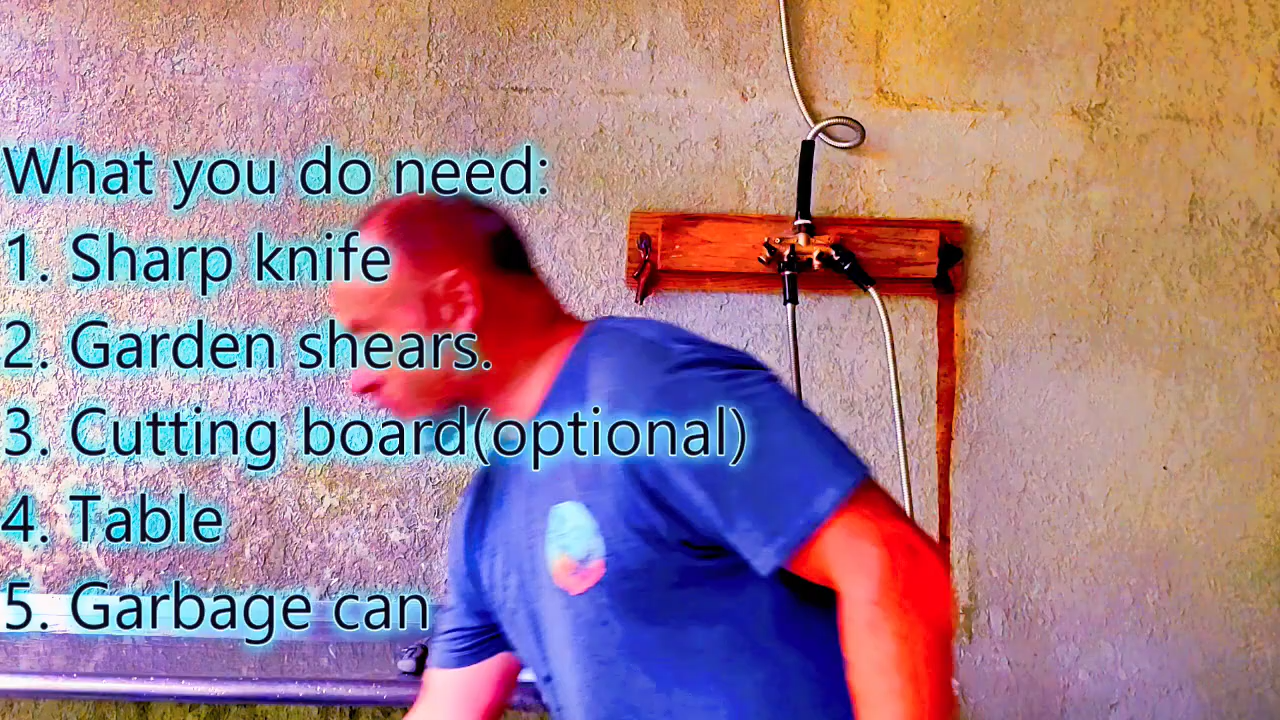 What you do need:
1. Sharp knife
2. Garden shears.
3. Cutting board(optional)
4. Table
5. Garbage can